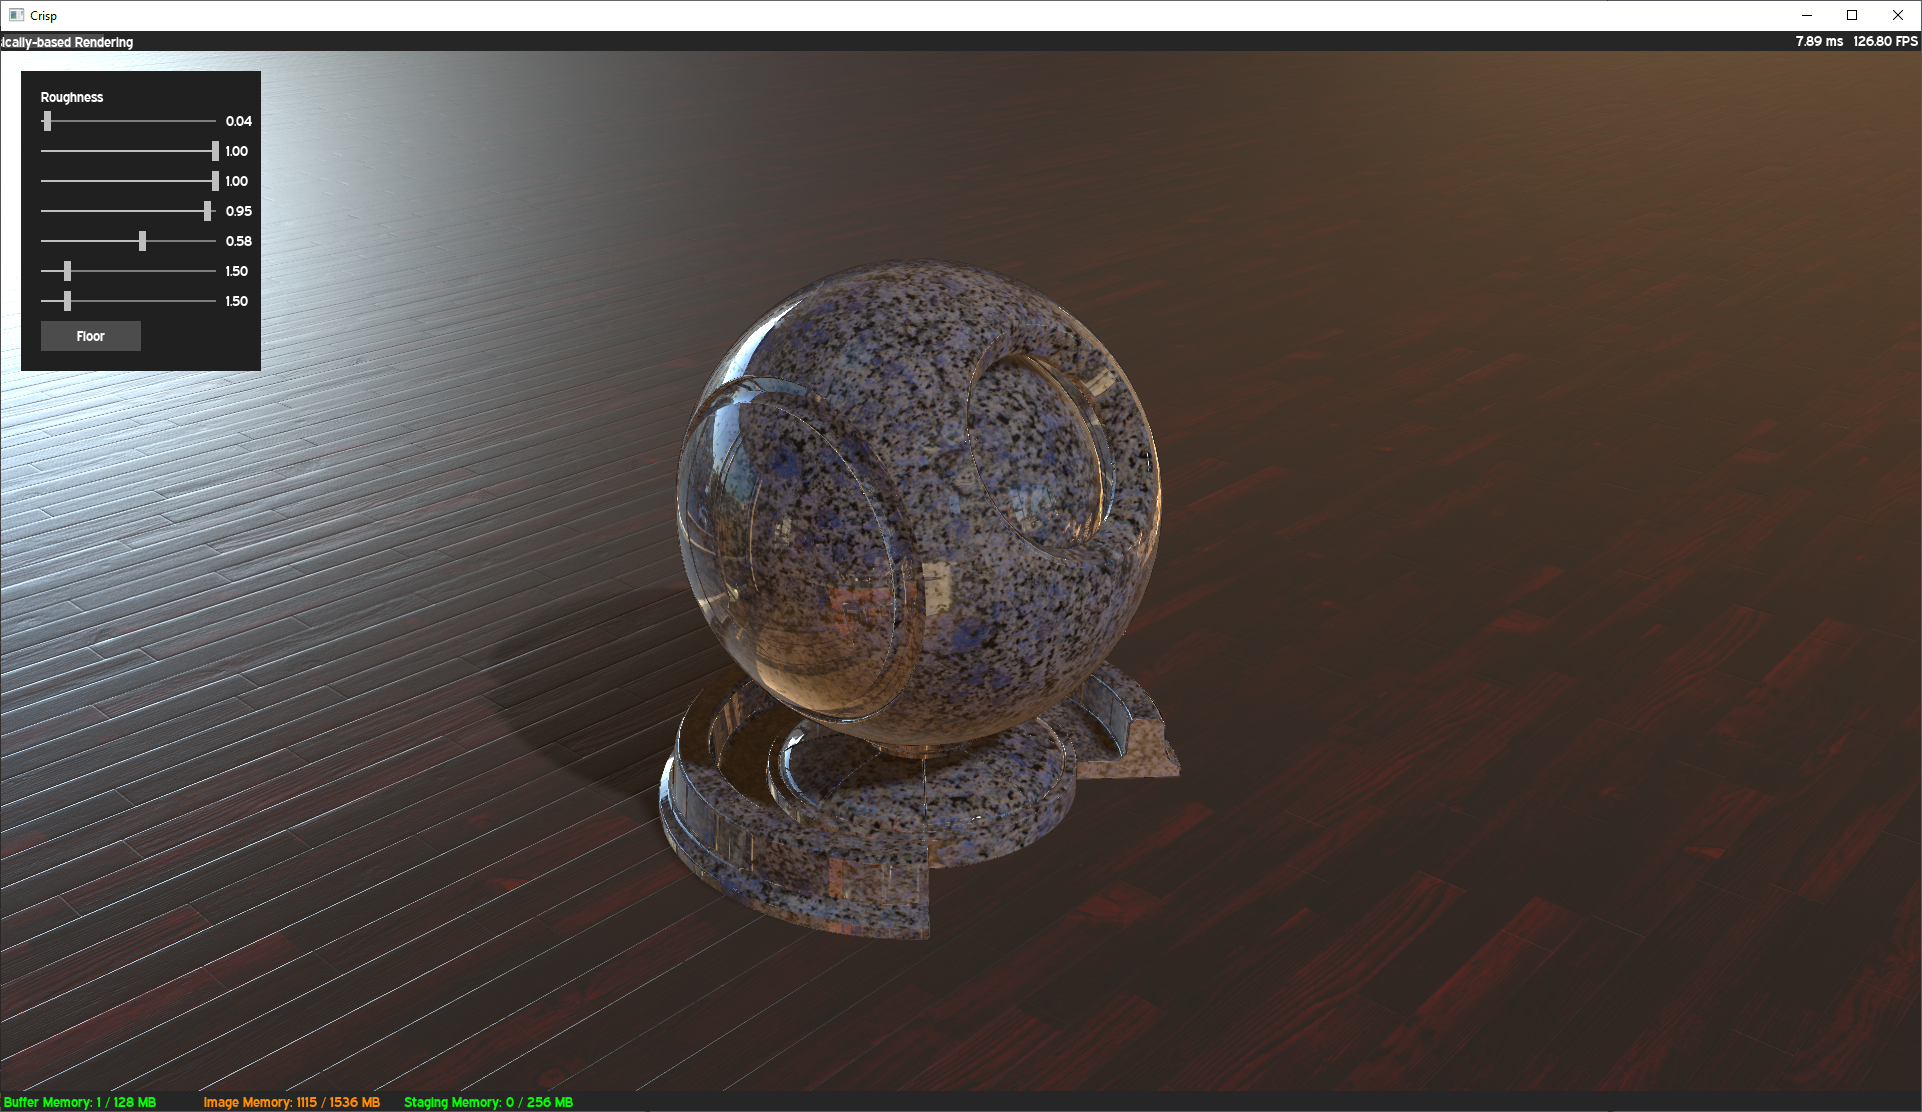 Crisp
ically-based Rendering
7.89 ms 126.80 FPS
Roughness
0.04
1.00
1.00
0.95
0.58
1.50
1.50
Floor
Buffer Memory: 1 / 128 MB Image Memory: 1115 / 1536 MB Staging Memory: 0 / 256 MB